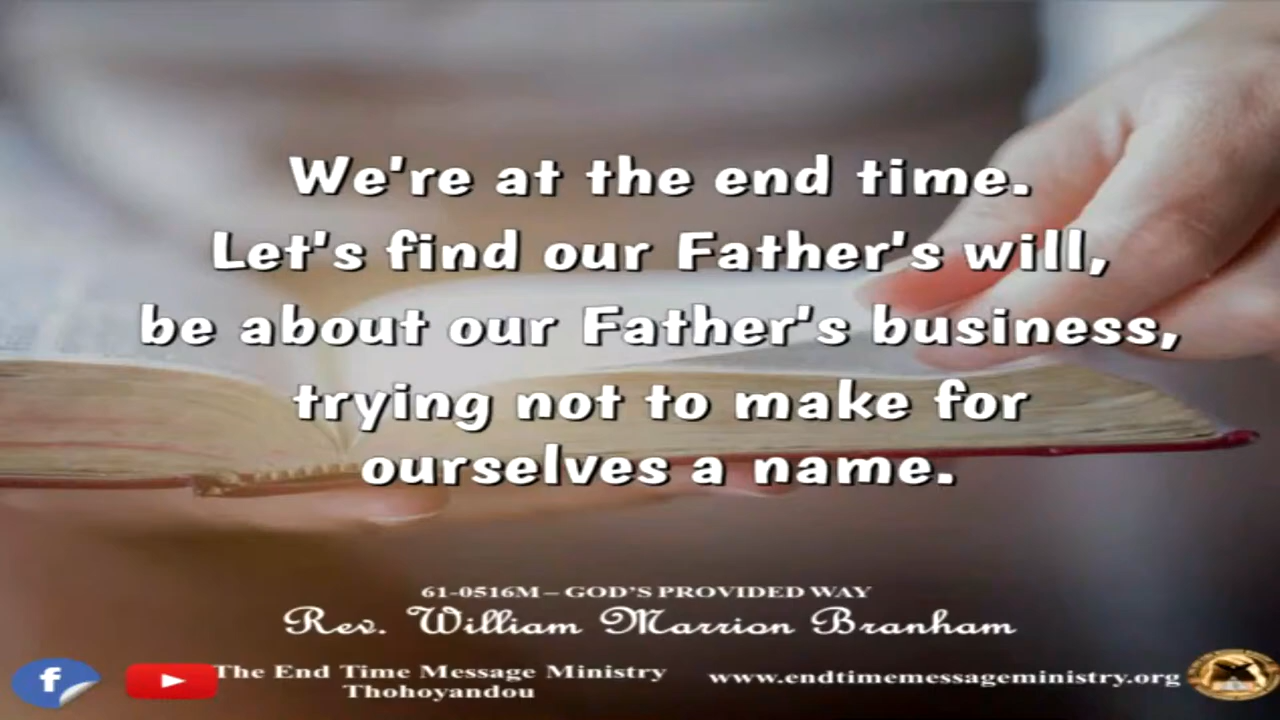 We're at the end time.
Let's find our Father's will,
be about our Father's business,
trying not to make for
ourselves a name.
61-0516M – GOD'S PROVIDED WAY
Rev. William Marrion Branham
The End Time Message Ministry
Thohoyandou
www.endtimemessageministry.org